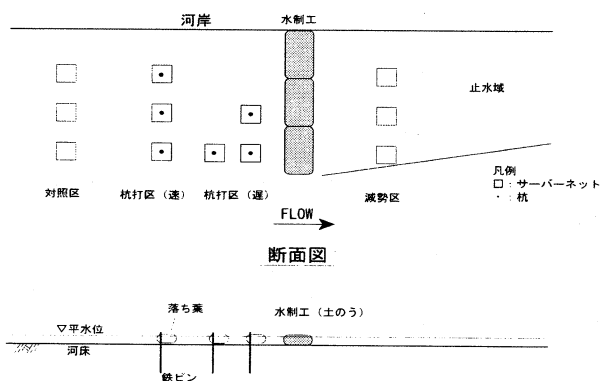 河岸
水制工
止水域
凡例
□：サーバーネット
・：杭
対照区
杭打区（速）
杭打区（遅）
減勢区
FLOW
断面図
落ち葉
水制工（土のう）
▽平水位
河床
鉄ピン